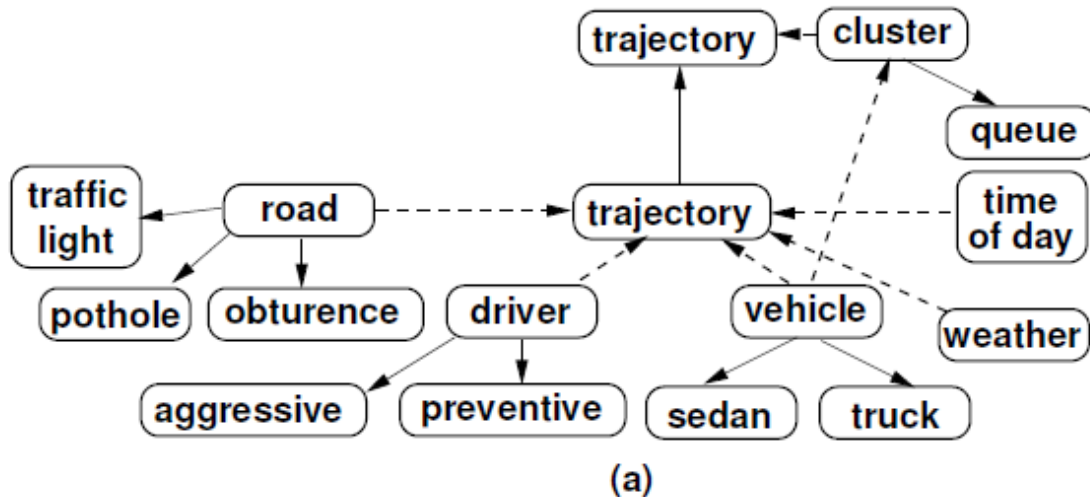 trajectory
cluster
queue
traffic
light
road
trajectory
time
of day
pothole
obturence
driver
vehicle
weather
aggressive
preventive
sedan
truck
(a)